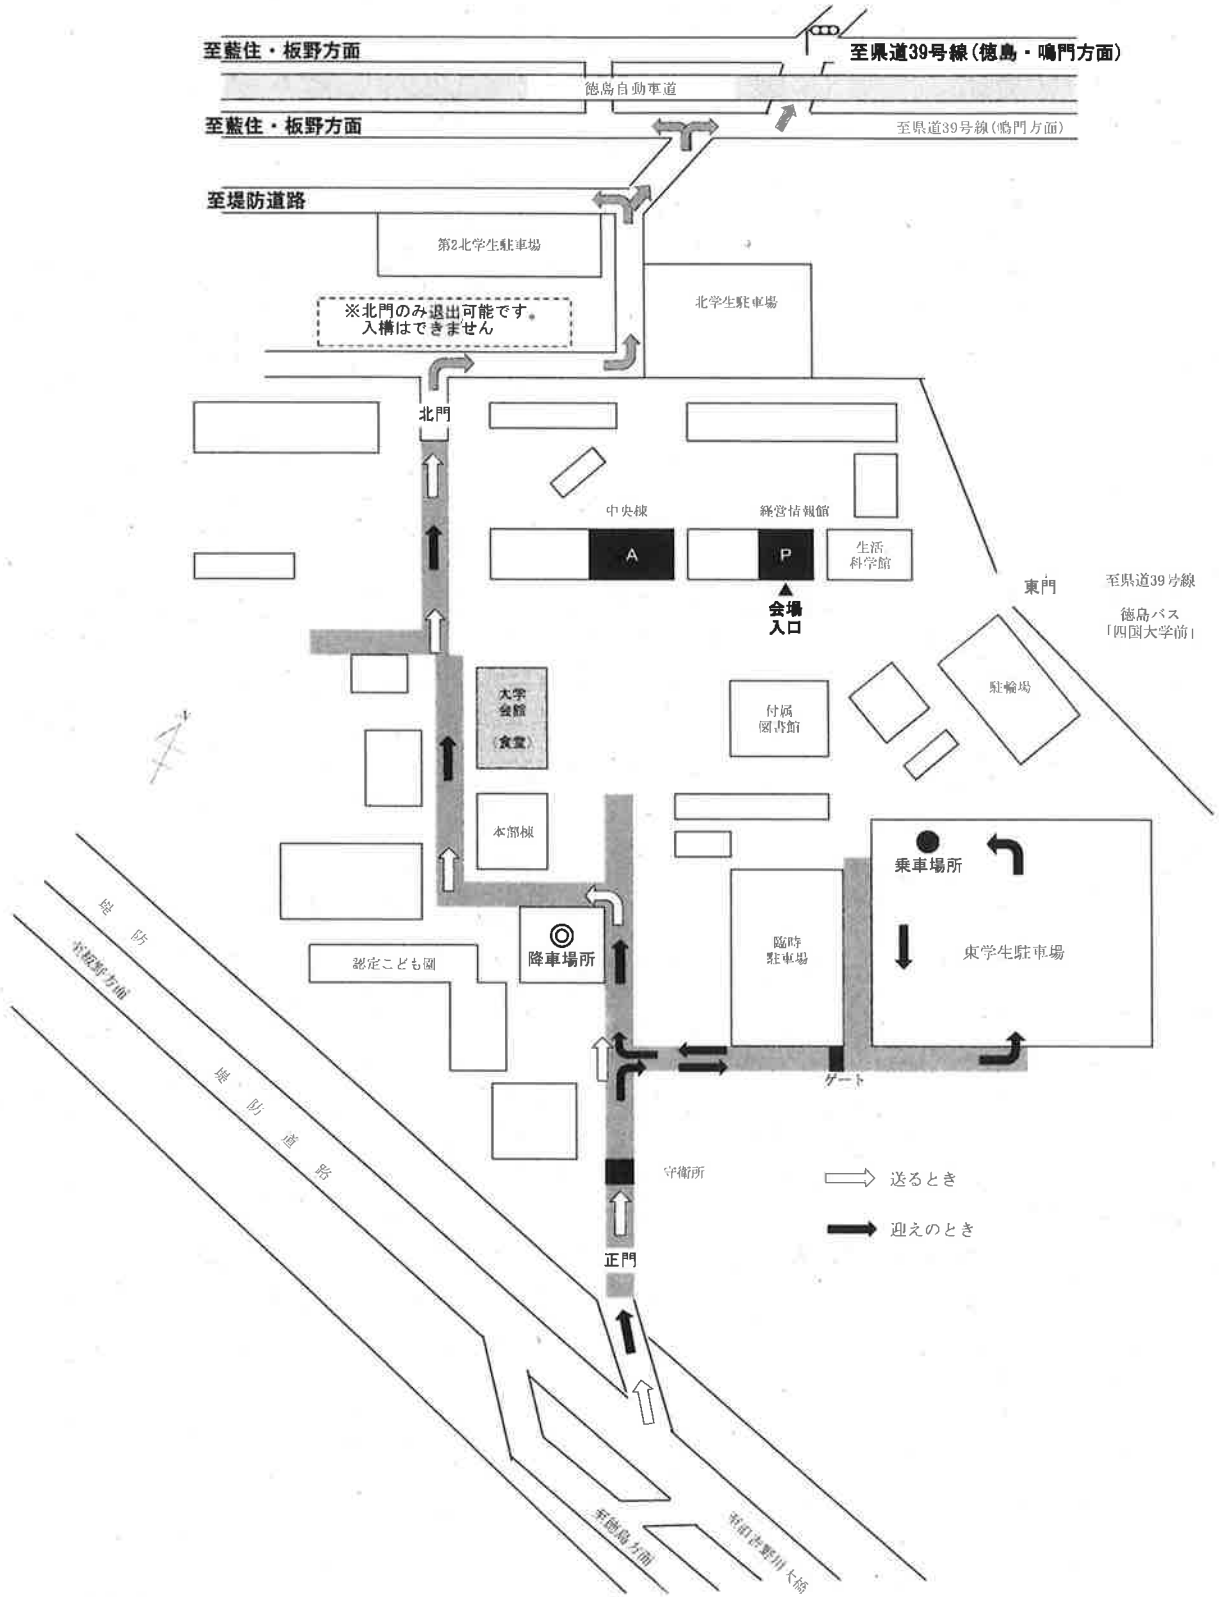 至藍住・板野方面
至県道39号線(徳島・鳴門方面)
徳島自動車道
至藍住・板野方面
至県道39号線(鳴門方面)
至堤防道路
第2北学生駐車場
北学生駐車場
※北門のみ退出可能です。
入構はできません
北門
中央棟
経営情報館
A
P
生活
科学館
会場
入口
東門
至県道39号線
徳島バス
「四国大学前」
大学
会館
(食堂)
付属
図書館
駐輪場
N
本部棟
乗車場所
降車場所
臨時
駐車場
東学生駐車場
認定こども園
堤防
至板野方面
ゲート
堤防道路
守衛所
送るとき
迎えのとき
正門
至徳島方面
至旧吉野川大橋